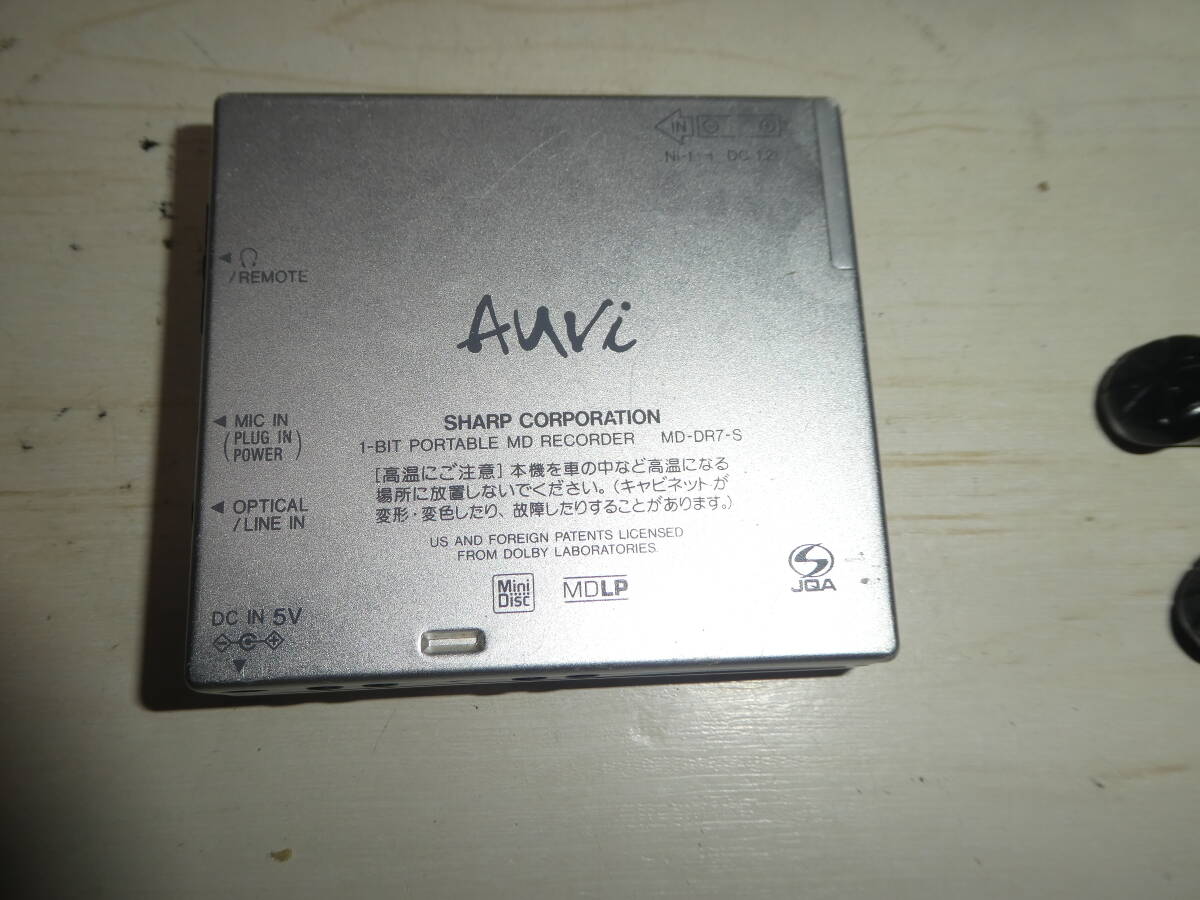 IN
DC 1.2
/REMOTE
Auvi
MIC IN
(PLUG IN
POWER)
SHARP CORPORATION
1-BIT PORTABLE MD RECORDER MD-DR7-S
[高温にご注意]本機を車の中など高温になる
場所に放置しないでください。(キャビネットが
変形・変色したり、故障したりすることがあります。)
OPTICAL
/LINE IN
US AND FOREIGN PATENTS LICENSED
FROM DOLBY LABORATORIES.
Mini
Disc
MDLP
JQA
DC IN 5V